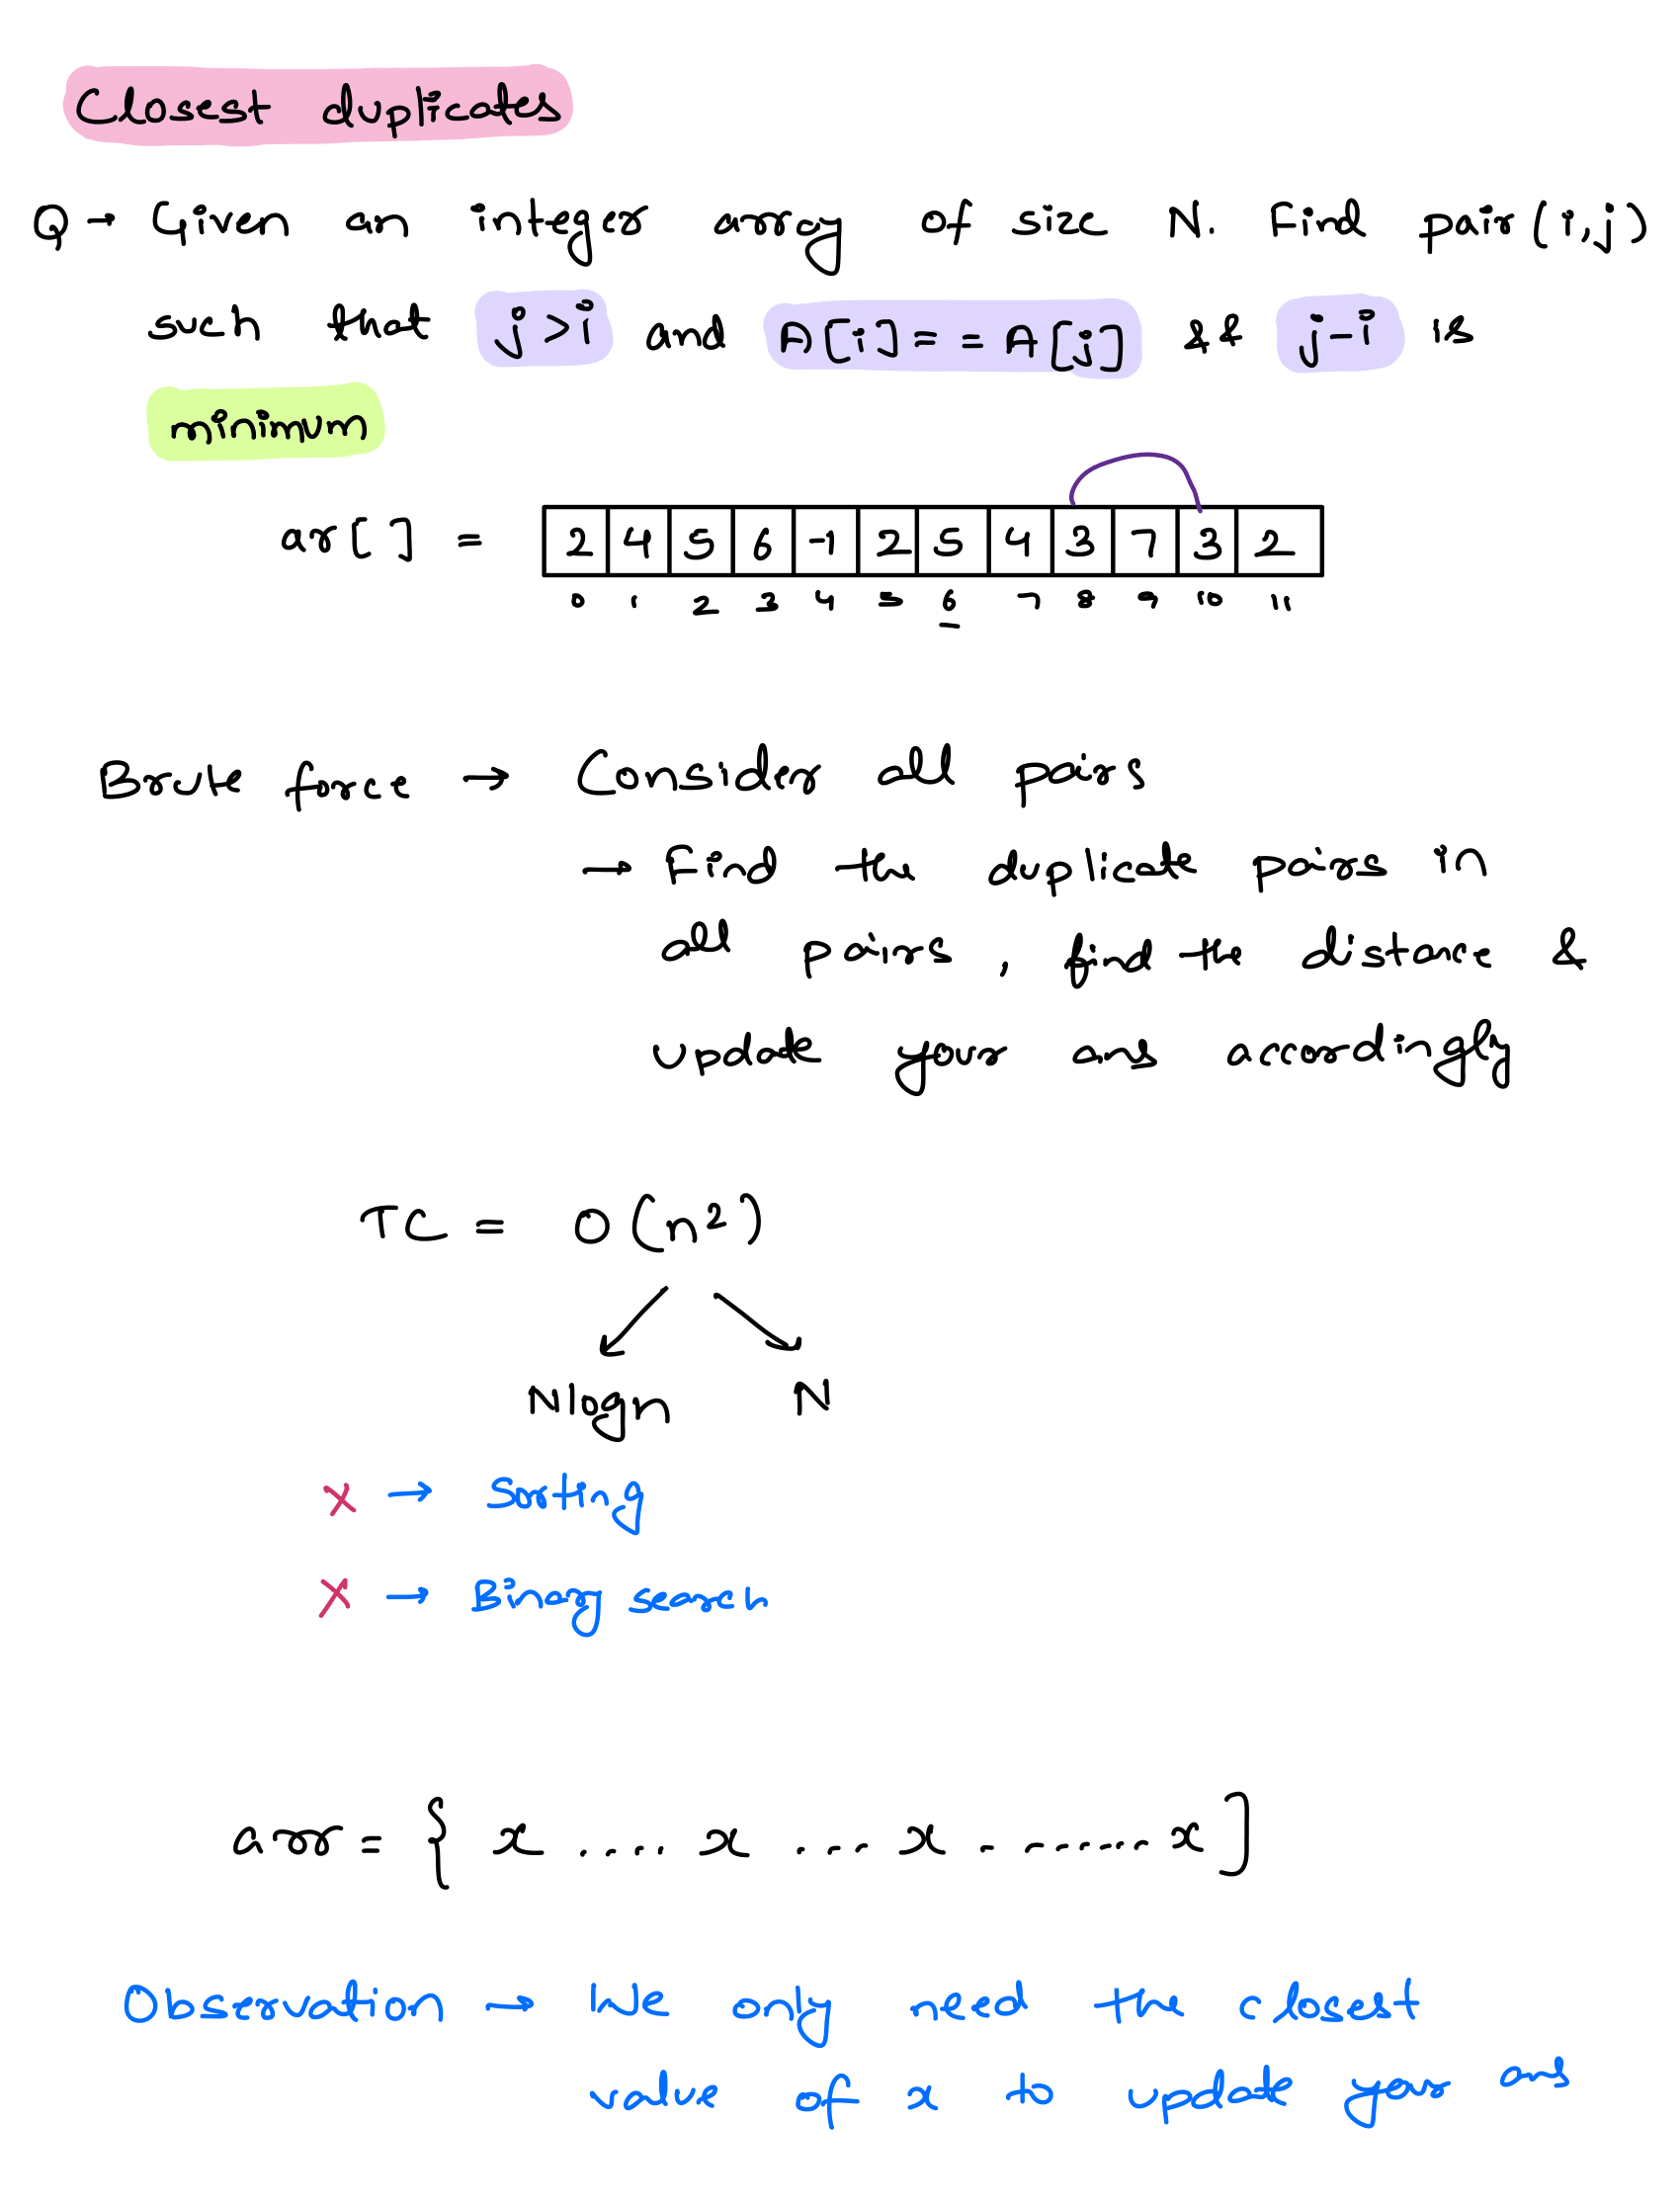 Closest duplicates
Q → Given an integer array of size N. Find pair(i,j)
such that j>i and A[i]==A[j] && j-i is
minimum
ar[] = 2 4 5 6 -1 2 5 4 3 7 3 2
0 1 2 3 4 5 6 7 8 9 10 11
Brute force → Consider all pairs
→ Find the duplicate pairs in
all pairs, find the distance &
update your ans accordingly
TC = O(n²)
Nlogn N
x → Sorting
x → Binary search
arr = { x .... x ... x . ....... x ]
Observation → We only need the closest
value of x to update your ans